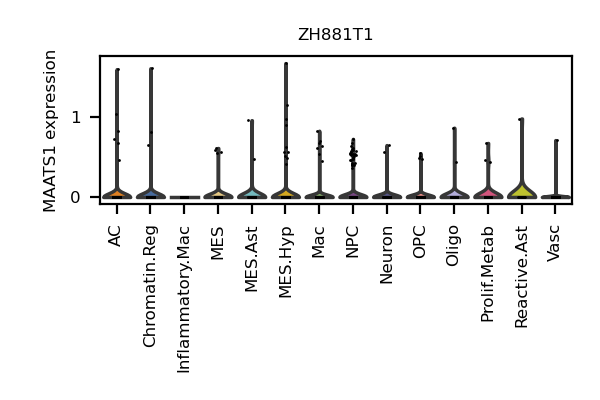 ZH881T1
MAATS1 expression
1
0
AC
Chromatin.Reg
Inflammatory.Mac
MES
MES.Ast
MES.Hyp
Mac
NPC
Neuron
OPC
Oligo
Prolif.Metab
Reactive.Ast
Vasc